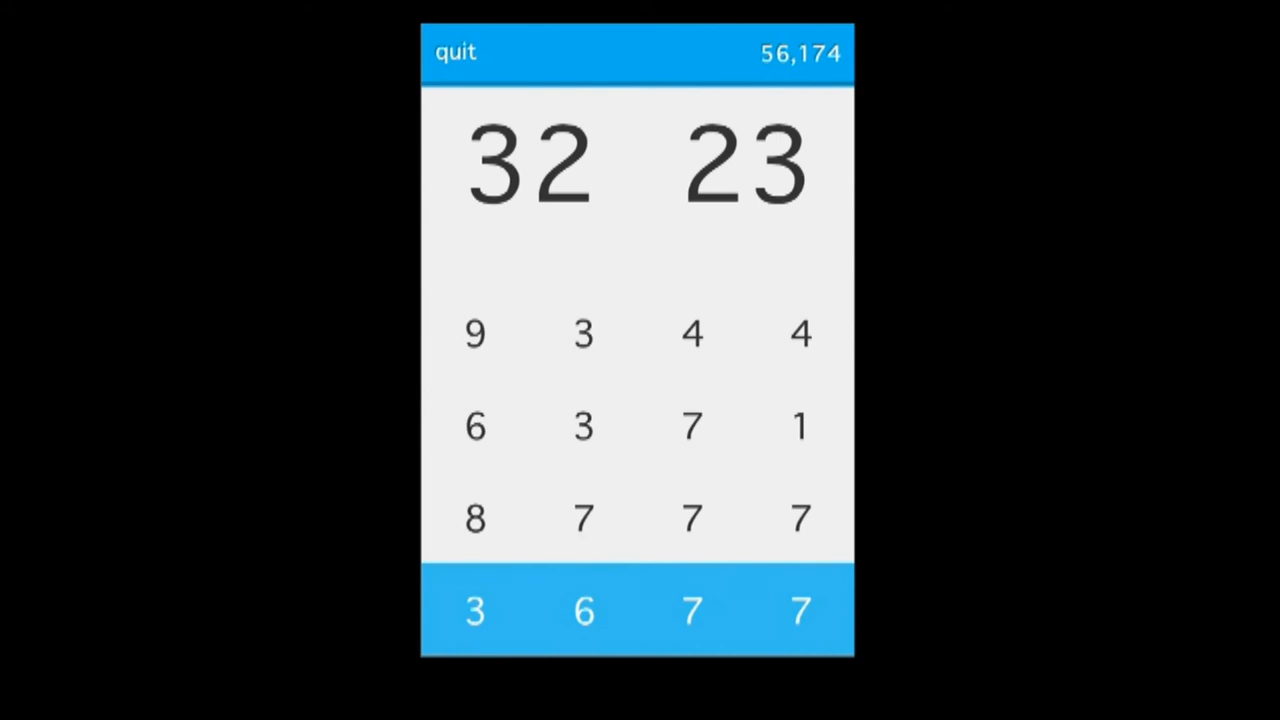 quit 56,174
32 23
9 3 4 4
6 3 7 1
8 7 7 7
3 6 7 7